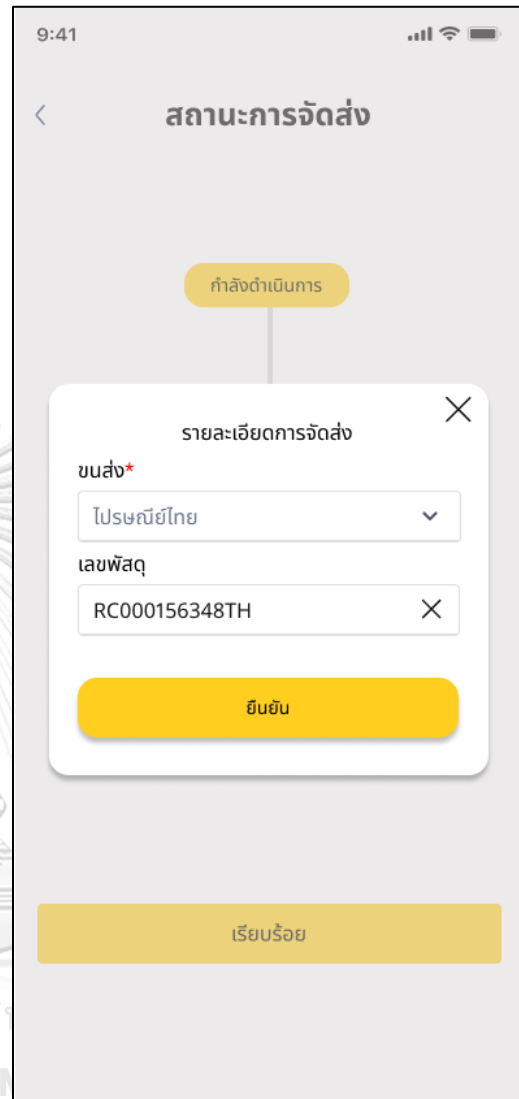 9:41
สถานะการจัดส่ง
กำลังดำเนินการ
รายละเอียดการจัดส่ง
ขนส่ง*
ไปรษณีย์ไทย
เลขพัสดุ
RC000156348TH
ยืนยัน
เรียบร้อย